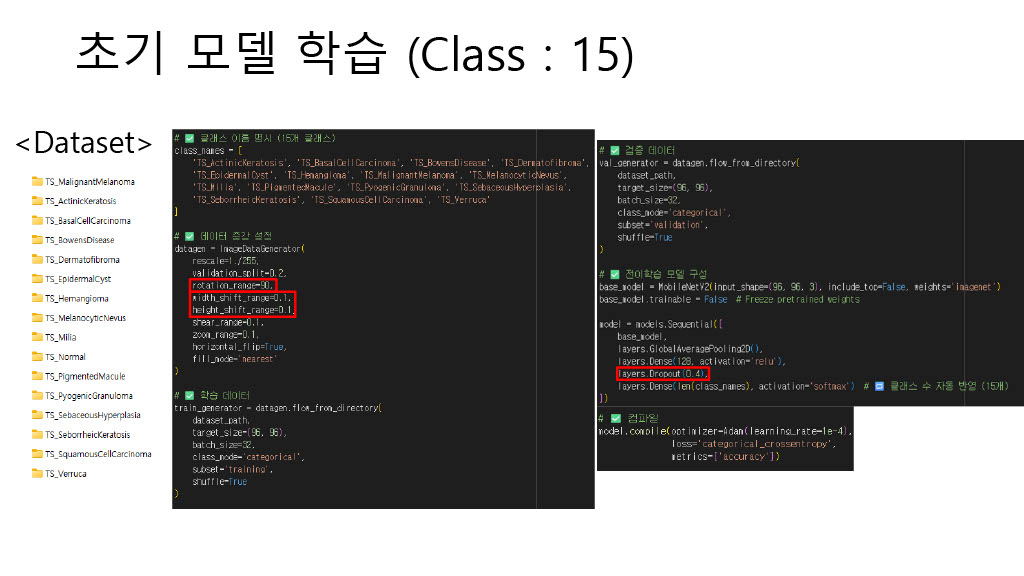 초기 모델 학습 (Class : 15)
<Dataset>
TS_MalignantMelanoma
TS_ActinicKeratosis
TS_BasalCellCarcinoma
TS_BowensDisease
TS_Dermatofibroma
TS_EpidermalCyst
TS_Hemangioma
TS_MelanocyticNevus
TS_Milia
TS_Normal
TS_PigmentedMacule
TS_PyogenicGranuloma
TS_SebaceousHyperplasia
TS_SeborrheicKeratosis
TS_SquamousCellCarcinoma
TS_Verruca
# ✅ 클래스 이름 명시 (15개 클래스)
class_names = [
'TS_ActinicKeratosis', 'TS_BasalCellCarcinoma', 'TS_BowensDisease', 'TS_Dermatofibroma',
'TS_EpidermalCyst', 'TS_Hemangioma', 'TS_MalignantMelanoma', 'TS_MelanocyticNevus',
'TS_Milia', 'TS_PigmentedMacule', 'TS_PyogenicGranuloma', 'TS_SebaceousHyperplasia',
'TS_SeborrheicKeratosis', 'TS_SquamousCellCarcinoma', 'TS_Verruca'
]
# ✅ 데이터 증강 설정
datagen = ImageDataGenerator(
rescale=1./255,
validation_split=0.2,
rotation_range=90,
width_shift_range=0.1,
height_shift_range=0.1,
shear_range=0.1,
zoom_range=0.1,
horizontal_flip=True,
fill_mode='nearest'
)
# ✅ 학습 데이터
train_generator = datagen.flow_from_directory(
dataset_path,
target_size=(96, 96),
batch_size=32,
class_mode='categorical',
subset='training',
shuffle=True
)
# ✅ 검증 데이터
val_generator = datagen.flow_from_directory(
dataset_path,
target_size=(96, 96),
batch_size=32,
class_mode='categorical',
subset='validation',
shuffle=True
)
# ✅ 전이학습 모델 구성
base_model = MobileNetV2(input_shape=(96, 96, 3), include_top=False, weights='imagenet')
base_model.trainable = False # Freeze pretrained weights
model = models.Sequential([
base_model,
layers.GlobalAveragePooling2D(),
layers.Dense(128, activation='relu'),
layers.Dropout(0.4),
layers.Dense(len(class_names), activation='softmax') # 클래스 수 자동 반영 (15개)
])
# ✅ 컴파일
model.compile(optimizer=Adam(learning_rate=1e-4),
loss='categorical_crossentropy',
metrics=['accuracy'])